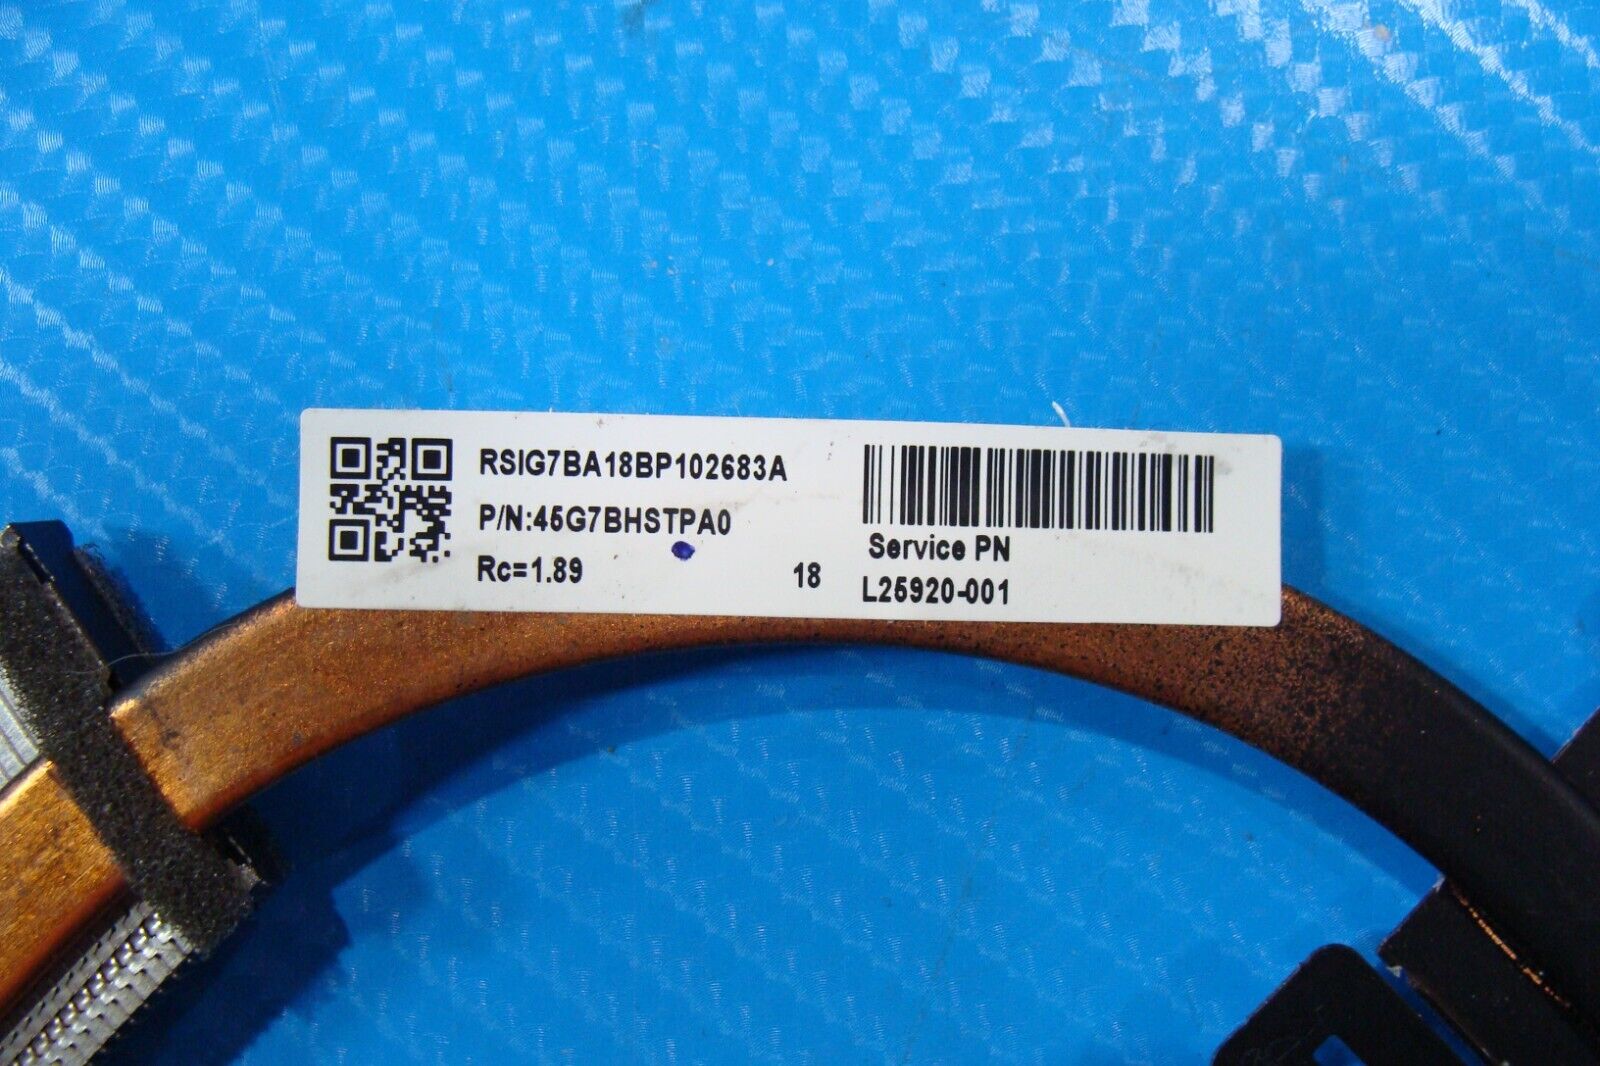 RSIG7BA18BP102683A
P/N:45G7BHSTPA0
Rc=1.89
18
Service PN
L25920-001